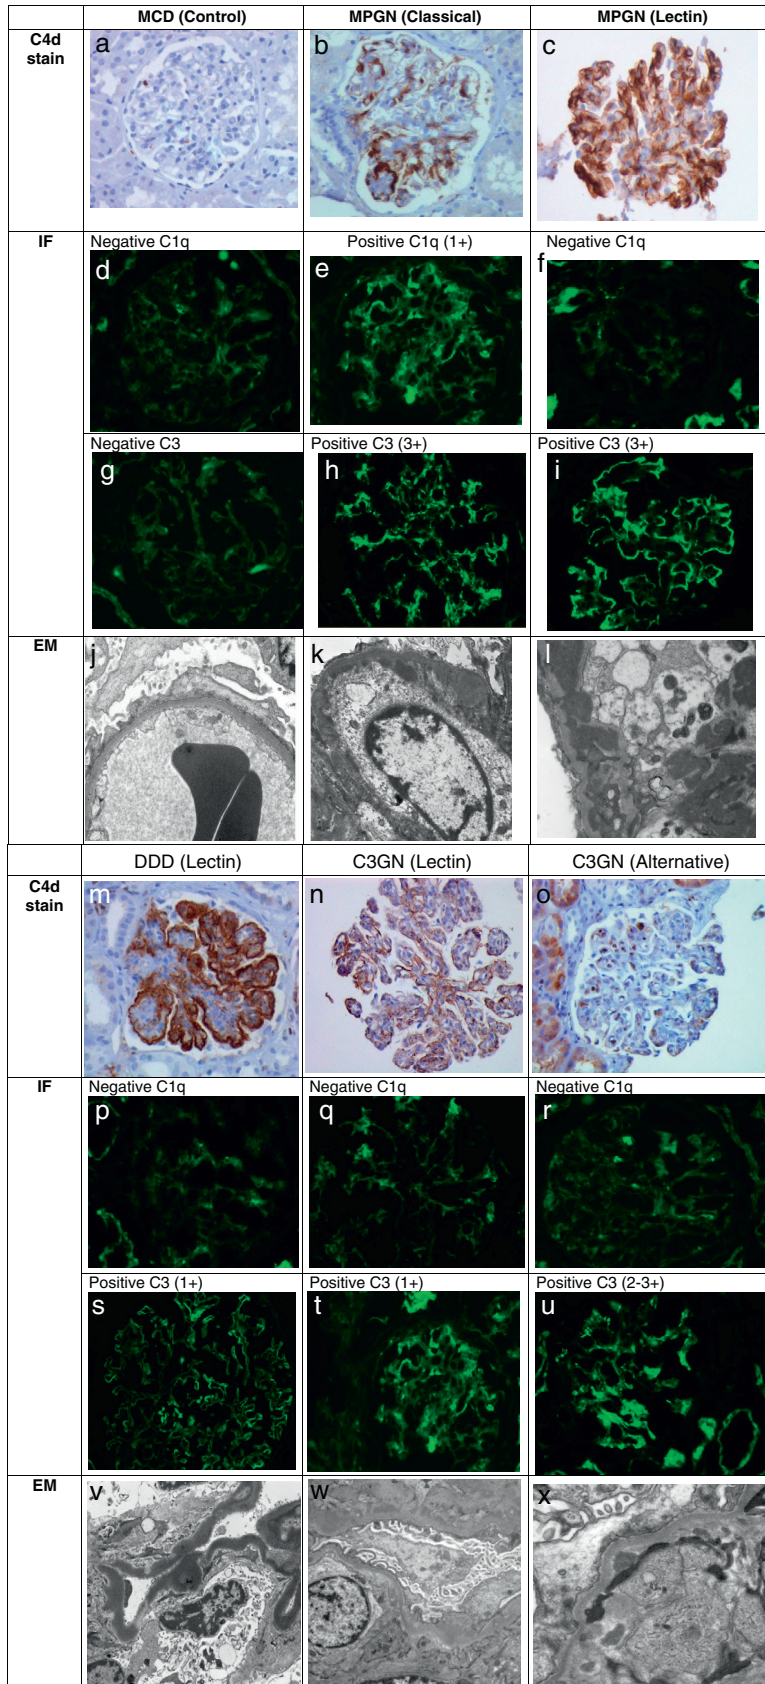 MCD (Control) MPGN (Classical) MPGN (Lectin)
C4d stain
a b c
IF
Negative C1q Positive C1q (1+) Negative C1q
d e f
Negative C3 Positive C3 (3+) Positive C3 (3+)
g h i
EM
j k l
DDD (Lectin) C3GN (Lectin) C3GN (Alternative)
C4d stain
m n o
IF
Negative C1q Negative C1q Negative C1q
p q r
Positive C3 (1+) Positive C3 (1+) Positive C3 (2-3+)
s t u
EM
v w x